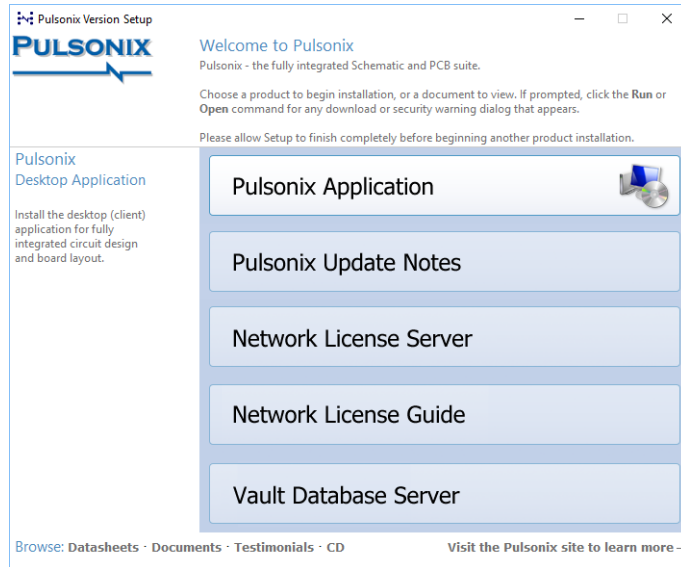 Pulsonix Version Setup
PULSONIX
Welcome to Pulsonix
Pulsonix - the fully integrated Schematic and PCB suite.
Choose a product to begin installation, or a document to view. If prompted, click the Run or
Open command for any download or security warning dialog that appears.
Please allow Setup to finish completely before beginning another product installation.
Pulsonix
Desktop Application
Install the desktop (client)
application for fully
integrated circuit design
and board layout.
Pulsonix Application
Pulsonix Update Notes
Network License Server
Network License Guide
Vault Database Server
Browse: Datasheets · Documents · Testimonials · CD
Visit the Pulsonix site to learn more -